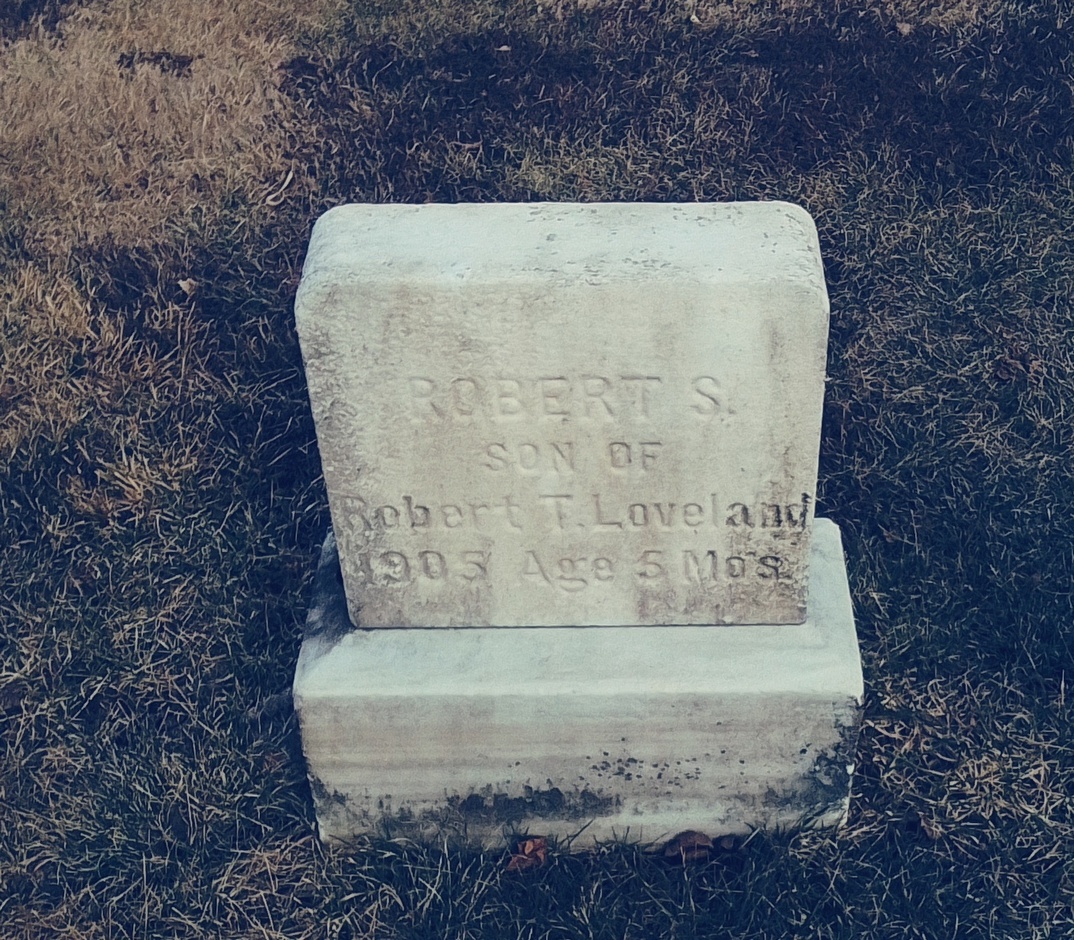 ROBERT S.
SON OF
Robert T. Loveland
1905 Age 5 Mos.